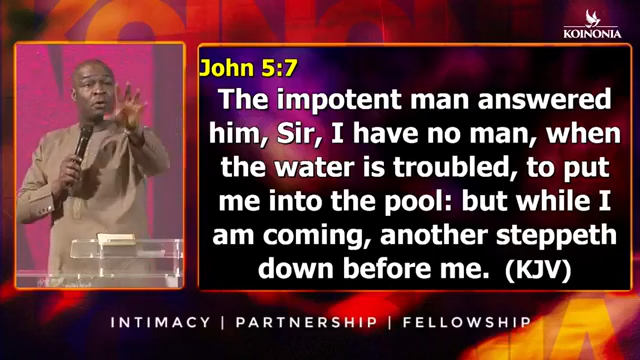 KOINONIA
John 5:7
The impotent man answered
him, Sir, I have no man, when
the water is troubled, to put
me into the pool: but while I
am coming, another steppeth
down before me. (KJV)
INTIMACY | PARTNERSHIP | FELLOWSHIP